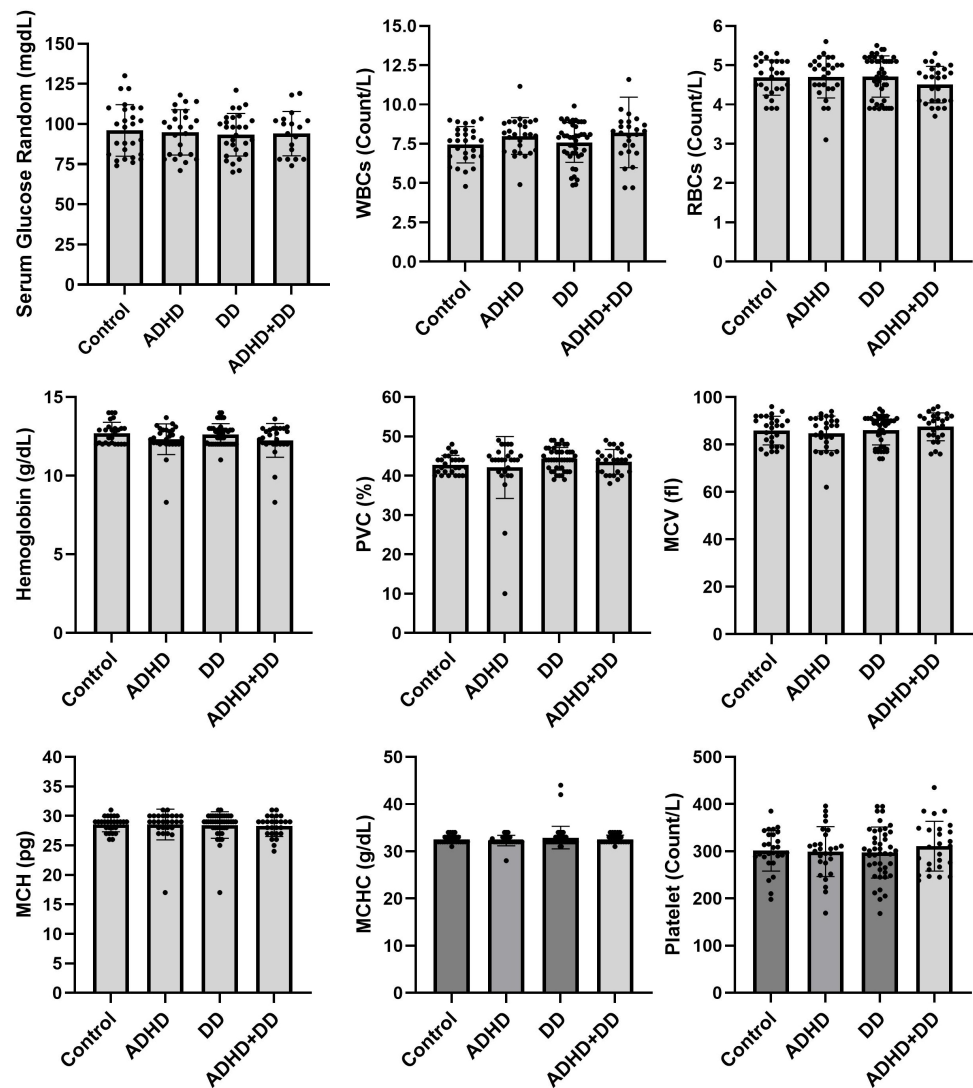 Serum Glucose Random (mgdL)
150
125
100
75
50
25
0
Control
ADHD
DD
ADHD+DD
WBCs (Count/L)
15.0
12.5
10.0
7.5
5.0
2.5
0.0
Control
ADHD
DD
ADHD+DD
RBCs (Count/L)
6
5
4
3
2
1
0
Control
ADHD
DD
ADHD+DD
Hemoglobin (g/dL)
15
10
5
0
Control
ADHD
DD
ADHD+DD
PVC (%)
60
50
40
30
20
10
0
Control
ADHD
DD
ADHD+DD
MCV (fl)
100
80
60
40
20
0
Control
ADHD
DD
ADHD+DD
MCH (pg)
40
35
30
25
20
15
10
5
0
Control
ADHD
DD
ADHD+DD
MCHC (g/dL)
50
40
30
20
10
0
Control
ADHD
DD
ADHD+DD
Platelet (Count/L)
500
400
300
200
100
0
Control
ADHD
DD
ADHD+DD